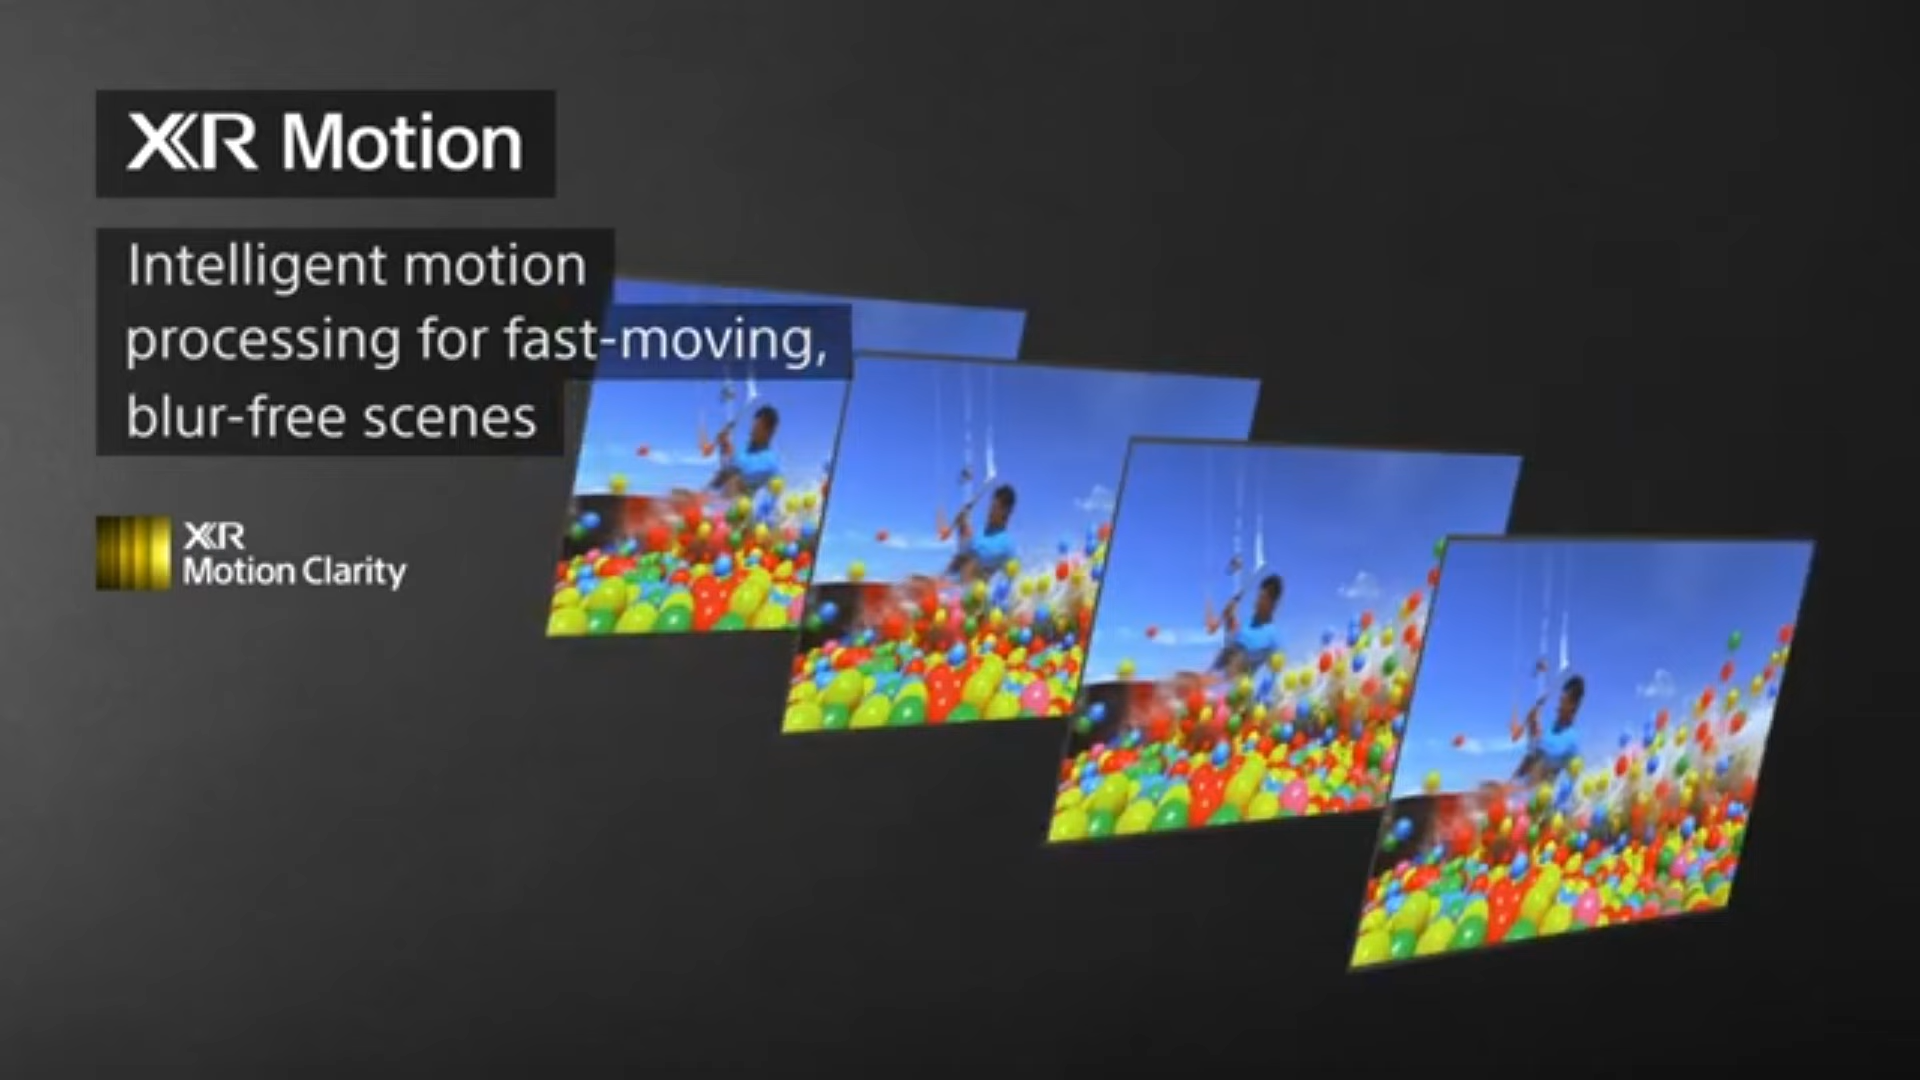 XR Motion
Intelligent motion
processing for fast-moving,
blur-free scenes
XR
Motion Clarity